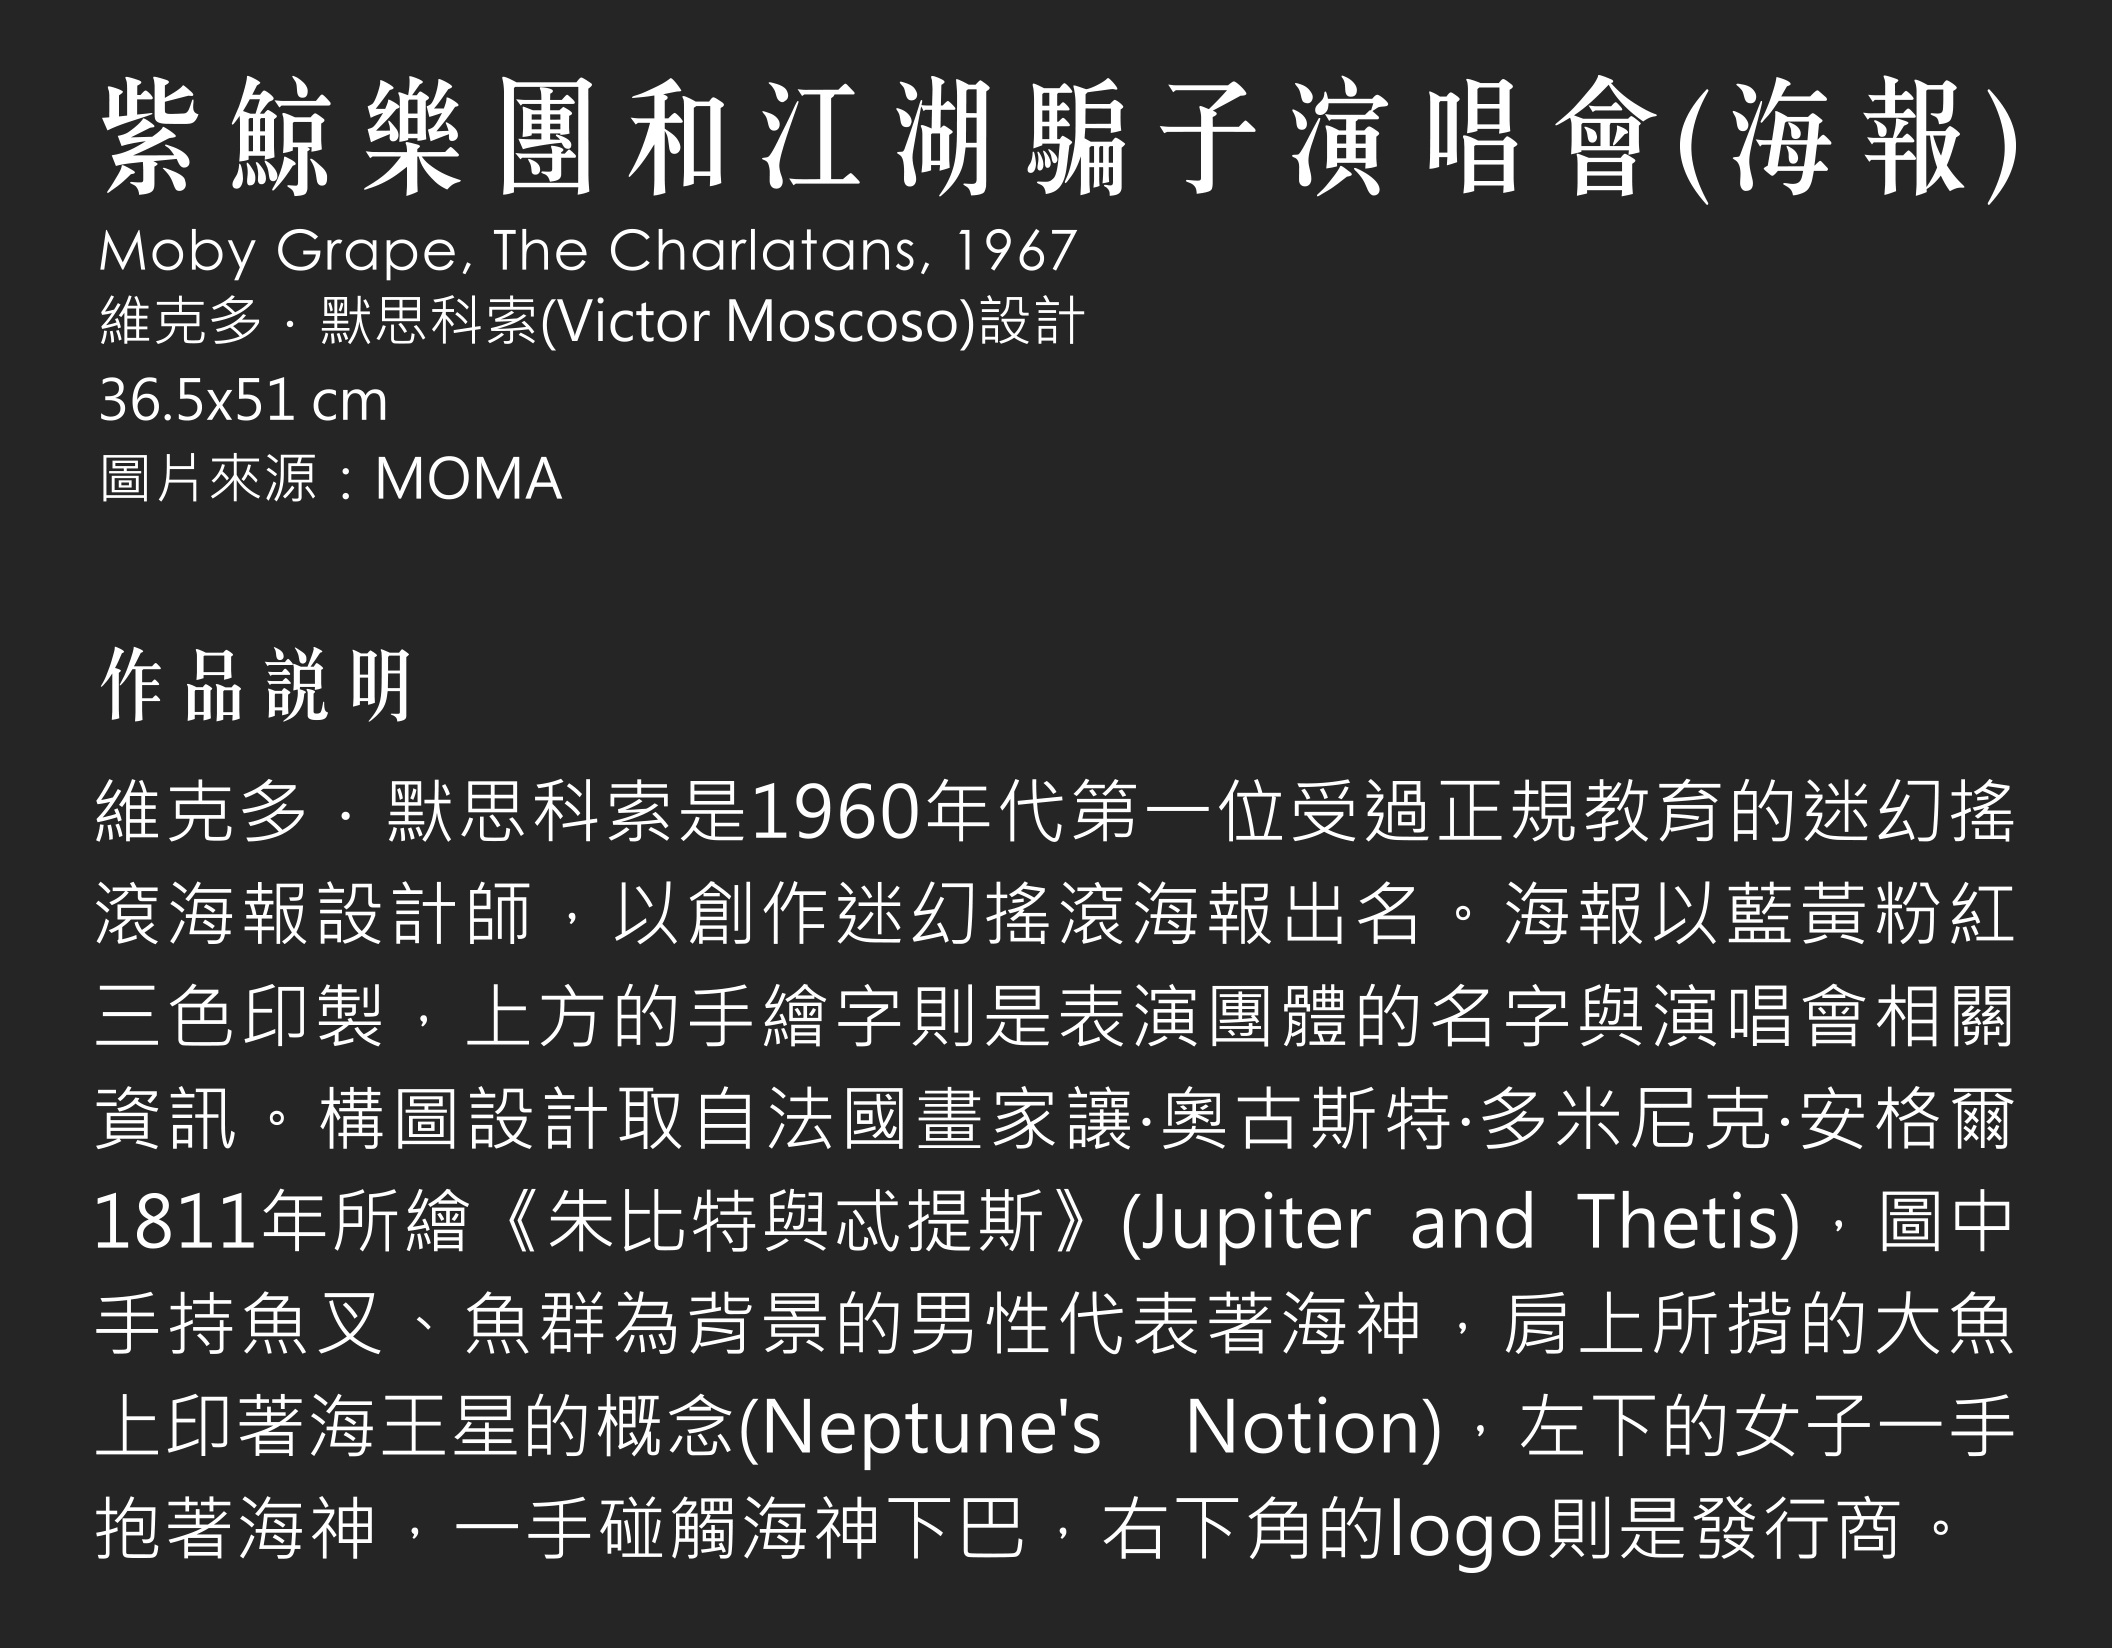 紫鯨樂團和江湖騙子演唱會(海報)
Moby Grape, The Charlatans, 1967
維克多．默思科索(Victor Moscoso)設計
36.5x51 cm
圖片來源：MOMA
作品說明
維克多．默思科索是1960年代第一位受過正規教育的迷幻搖
滾海報設計師，以創作迷幻搖滾海報出名。海報以藍黃粉紅
三色印製，上方的手繪字則是表演團體的名字與演唱會相關
資訊。構圖設計取自法國畫家讓·奧古斯特·多米尼克·安格爾
1811年所繪《朱比特與忒提斯》(Jupiter and Thetis)，圖中
手持魚叉、魚群為背景的男性代表著海神，肩上所揹的大魚
上印著海王星的概念(Neptune's Notion)，左下的女子一手
抱著海神，一手碰觸海神下巴，右下角的logo則是發行商。